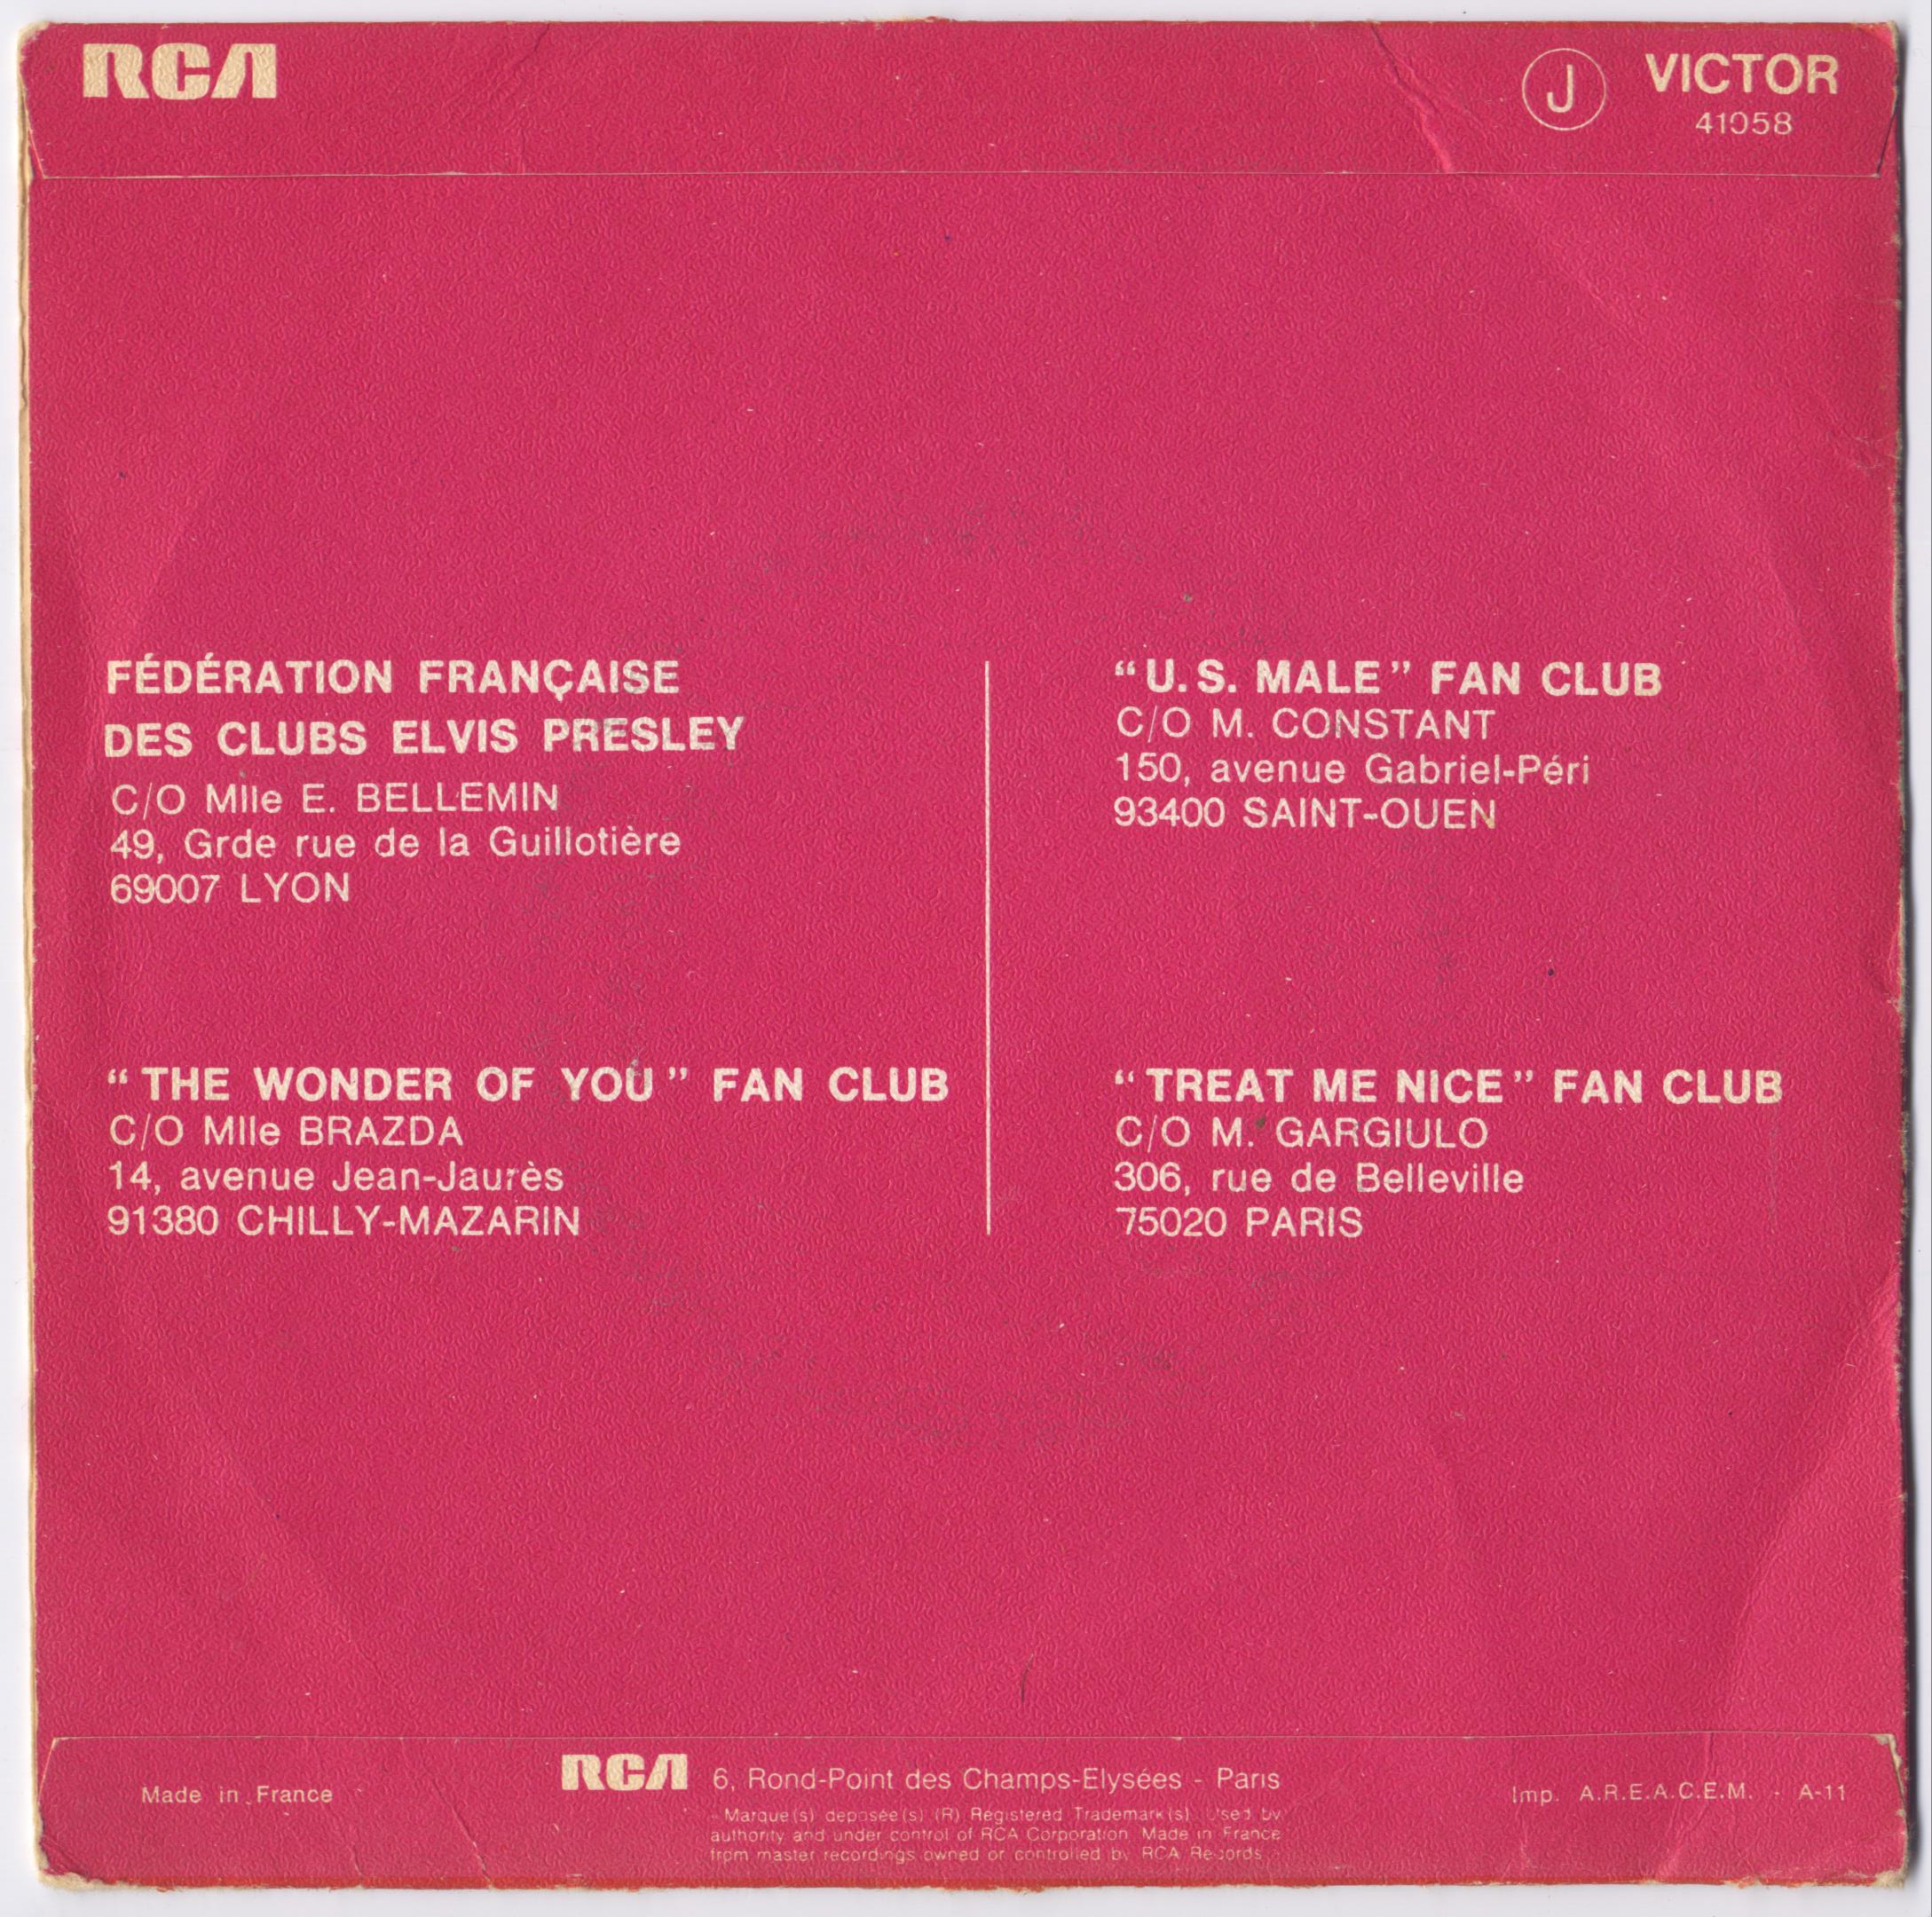 RCA
J
VICTOR
41058
FÉDÉRATION FRANÇAISE
DES CLUBS ELVIS PRESLEY
C/O Mlle E. BELLEMIN
49, Grde rue de la Guillotière
69007 LYON
“THE WONDER OF YOU” FAN CLUB
C/O Mlle BRAZDA
14, avenue Jean-Jaurès
91380 CHILLY-MAZARIN
“U.S. MALE” FAN CLUB
C/O M. CONSTANT
150, avenue Gabriel-Péri
93400 SAINT-OUEN
“TREAT ME NICE” FAN CLUB
C/O M. GARGIULO
306, rue de Belleville
75020 PARIS
Made in France
RCA 6, Rond-Point des Champs-Elysées - Paris
- Marque(s) deposée(s) (R) Registered Trademark(s) Used by
authority and under control of RCA Corporation Made in France
from master recordings owned or controlled by RCA Records -
Imp. A.R.E.A.C.E.M. - A-11